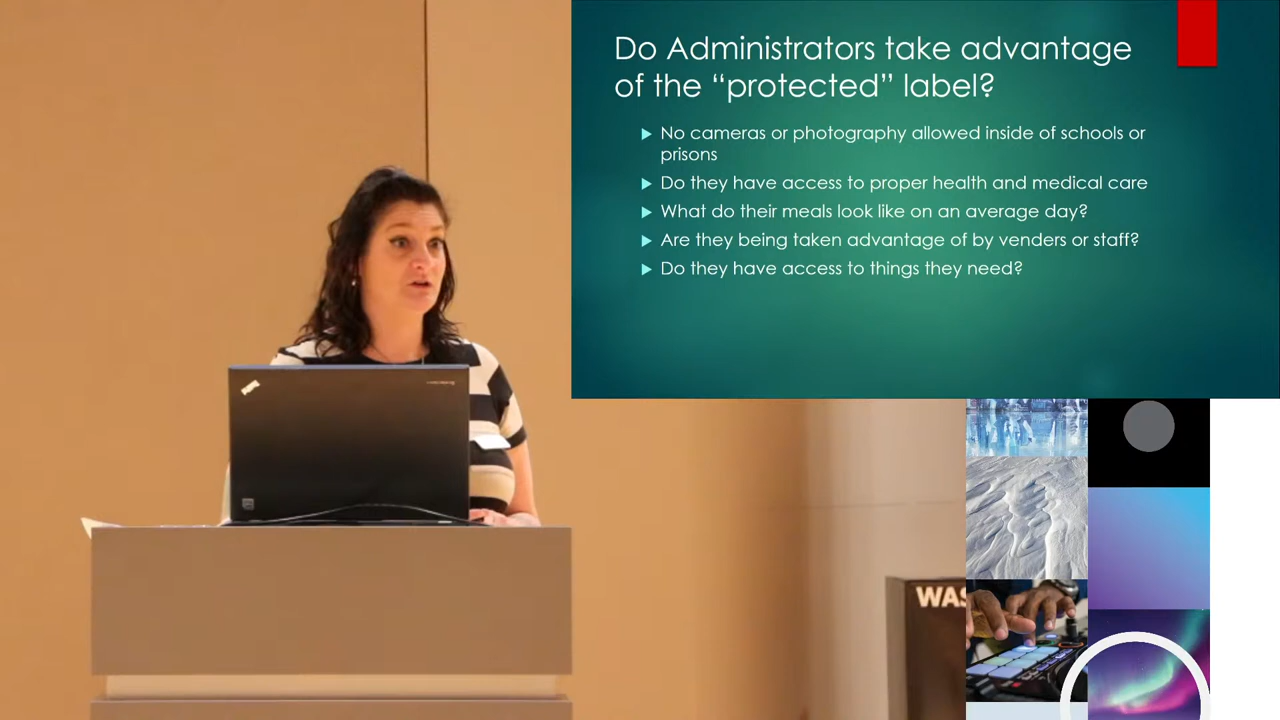 Do Administrators take advantage
of the “protected” label?
No cameras or photography allowed inside of schools or
prisons
Do they have access to proper health and medical care
What do their meals look like on an average day?
Are they being taken advantage of by venders or staff?
Do they have access to things they need?
WAS